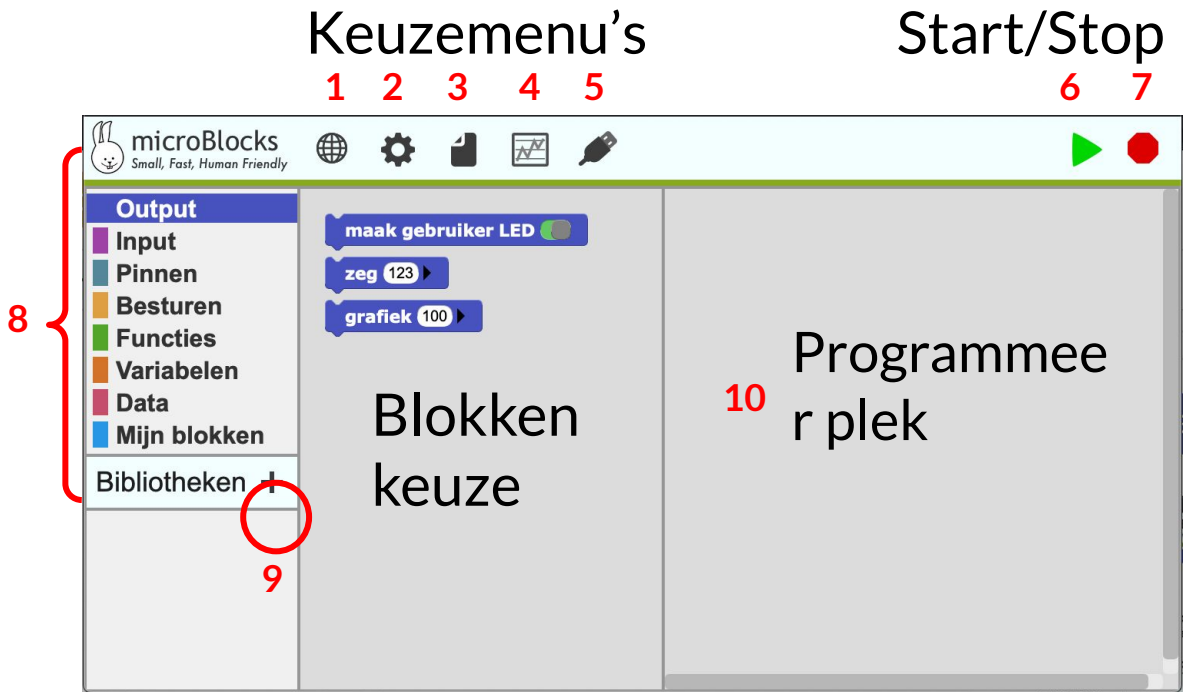 Keuzemenu’s
Start/Stop
1 2 3 4 5
6 7
microBlocks
Small, Fast, Human Friendly
8
Output
Input
Pinnen
Besturen
Functies
Variabelen
Data
Mijn blokken
Bibliotheken +
9
maak gebruiker LED
zeg 123
grafiek 100
Blokken
keuze
10
Programmee
r plek